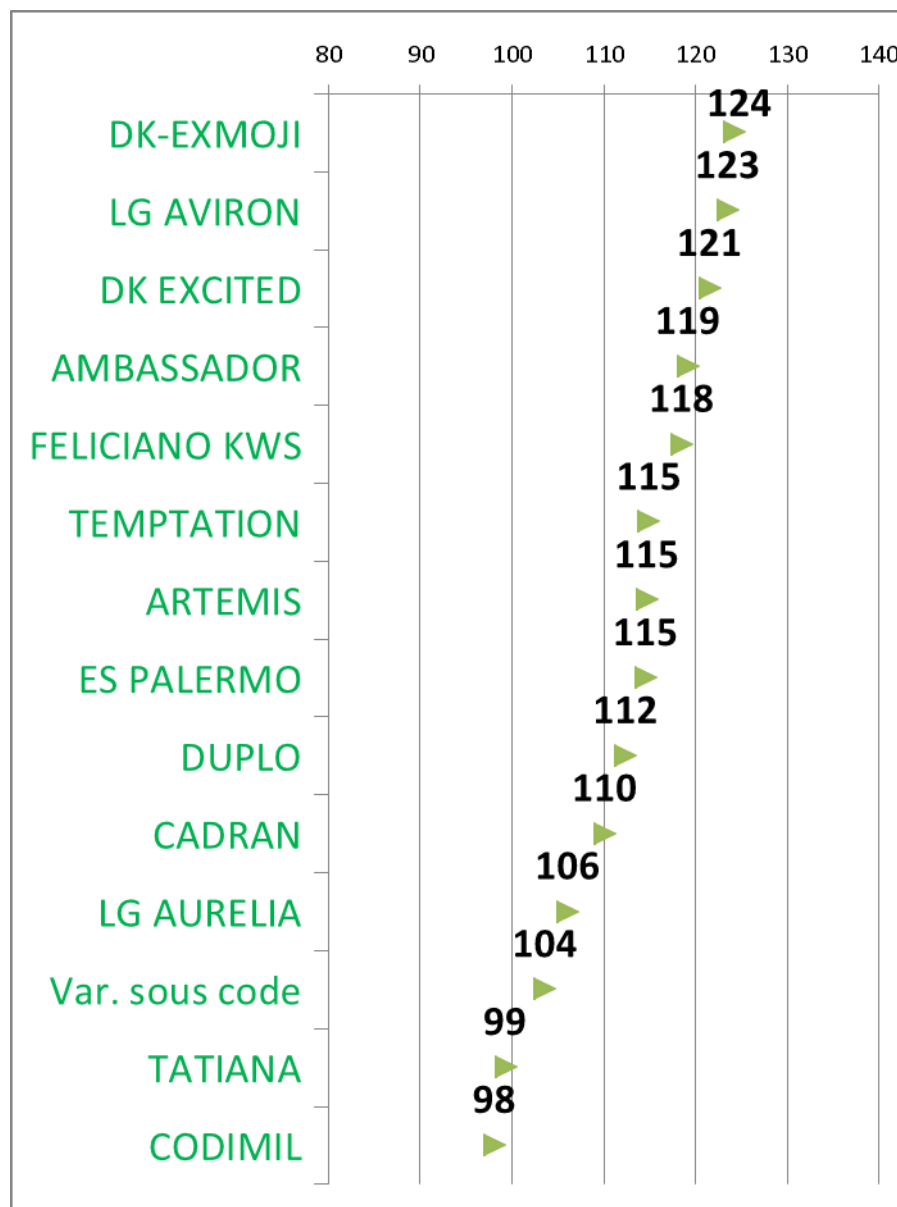 80 90 100 110 120 130 140
124
DK-EXMOJI
123
LG AVIRON
121
DK EXCITED
119
AMBASSADOR
118
FELICIANO KWS
115
TEMPTATION
115
ARTEMIS
115
ES PALERMO
112
DUPLO
110
CADRAN
106
LG AURELIA
104
Var. sous code
99
TATIANA
98
CODIMIL